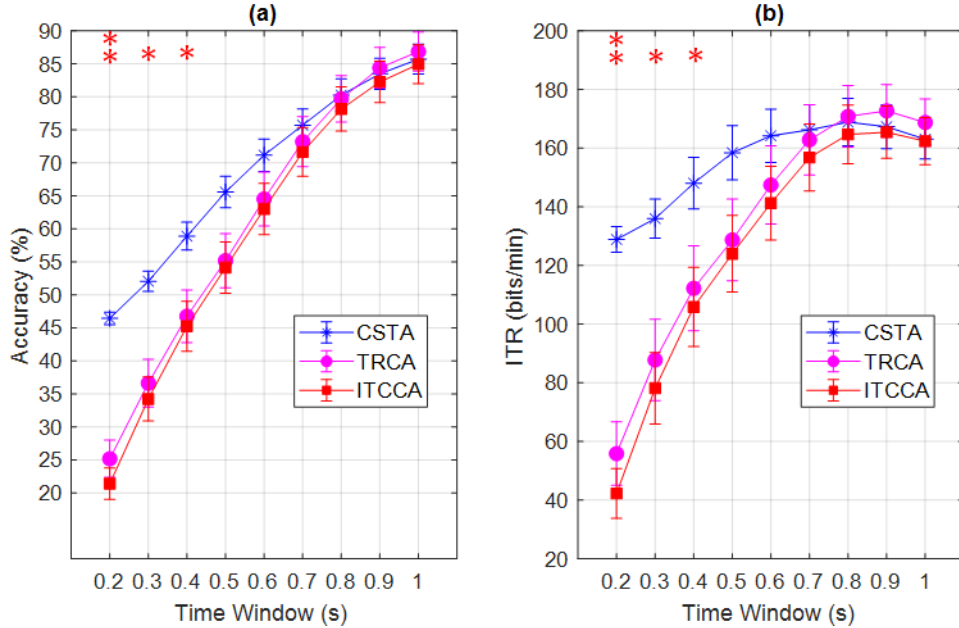 (a)
Accuracy (%)
90
85
80
75
70
65
60
55
50
45
40
35
30
25
20
* * * *
CSTA
TRCA
ITCCA
0.2 0.3 0.4 0.5 0.6 0.7 0.8 0.9 1
Time Window (s)
(b)
ITR (bits/min)
200
180
160
140
120
100
80
60
40
20
* * * *
CSTA
TRCA
ITCCA
0.2 0.3 0.4 0.5 0.6 0.7 0.8 0.9 1
Time Window (s)